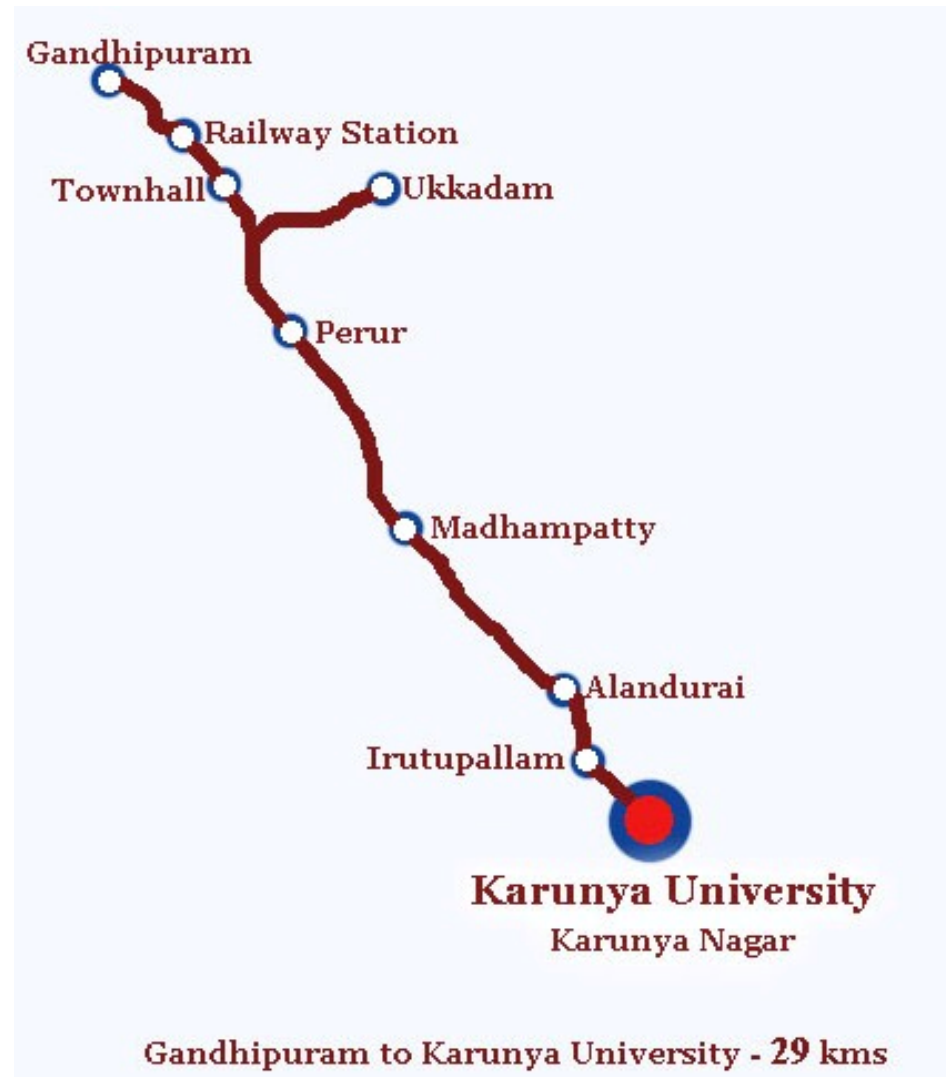 Gandhipuram
Railway Station
Townhall
Ukkadam
Perur
Madhampatty
Alandurai
Irutupallam
Karunya University
Karunya Nagar
Gandhipuram to Karunya University - 29 kms